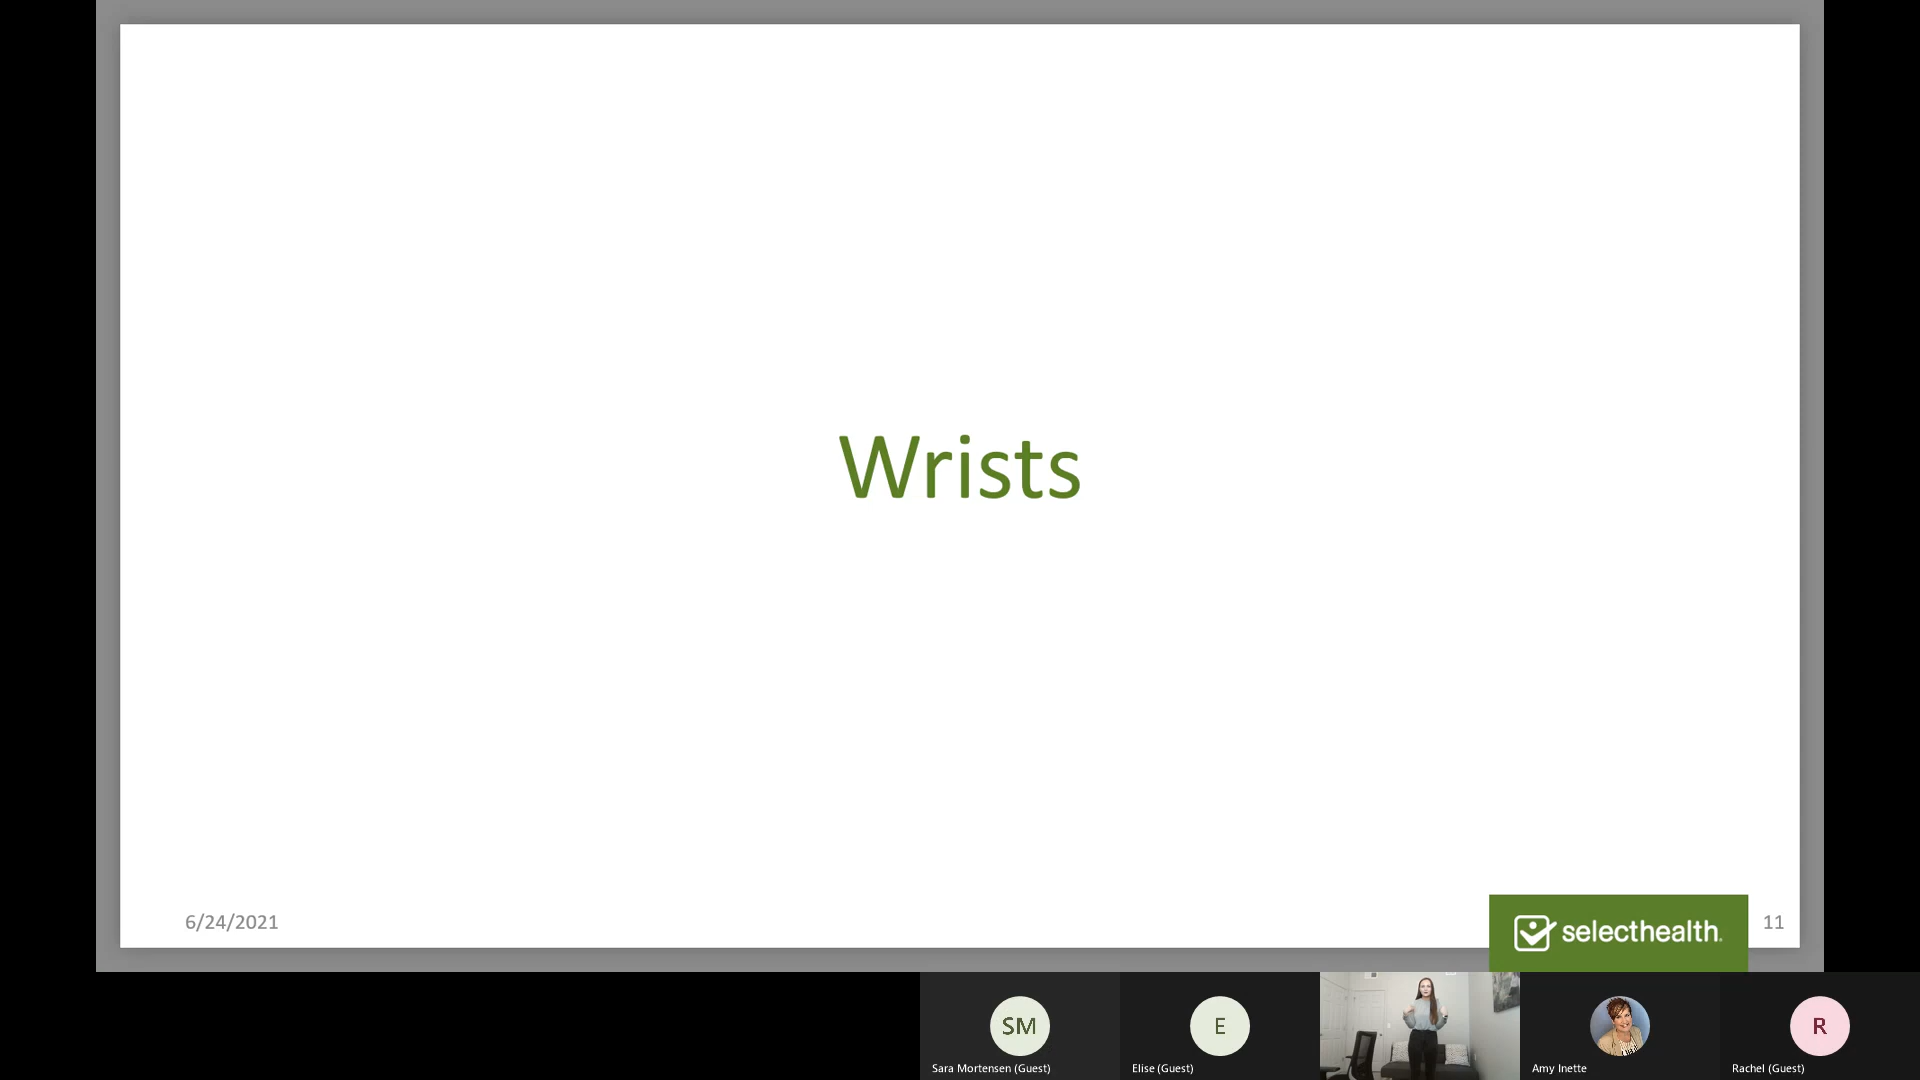 Wrists
6/24/2021
selecthealth.
11
SM
Sara Mortensen (Guest)
E
Elise (Guest)
Amy Inette
R
Rachel (Guest)